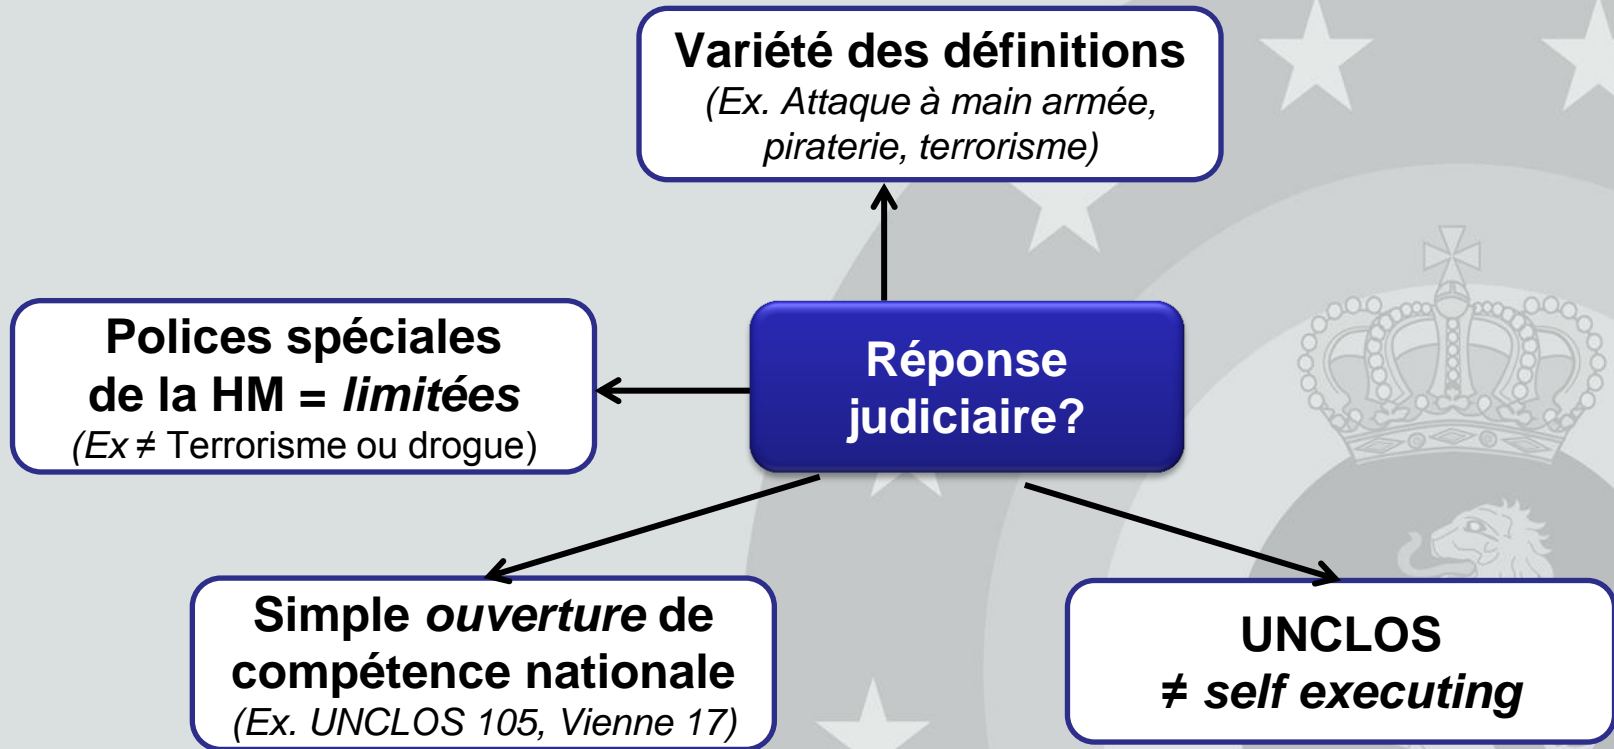 Variété des définitions
(Ex. Attaque à main armée,
piraterie, terrorisme)
Polices spéciales
de la HM = limitées
(Ex ≠ Terrorisme ou drogue)
Réponse
judiciaire?
Simple ouverture de
compétence nationale
(Ex. UNCLOS 105, Vienne 17)
UNCLOS
≠ self executing